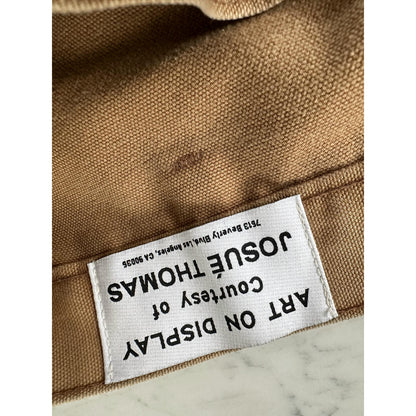 ART ON DISPLAY
Courtesy of
JOSUÉ THOMAS
7613 Beverly Blvd, Los Angeles, CA 90036